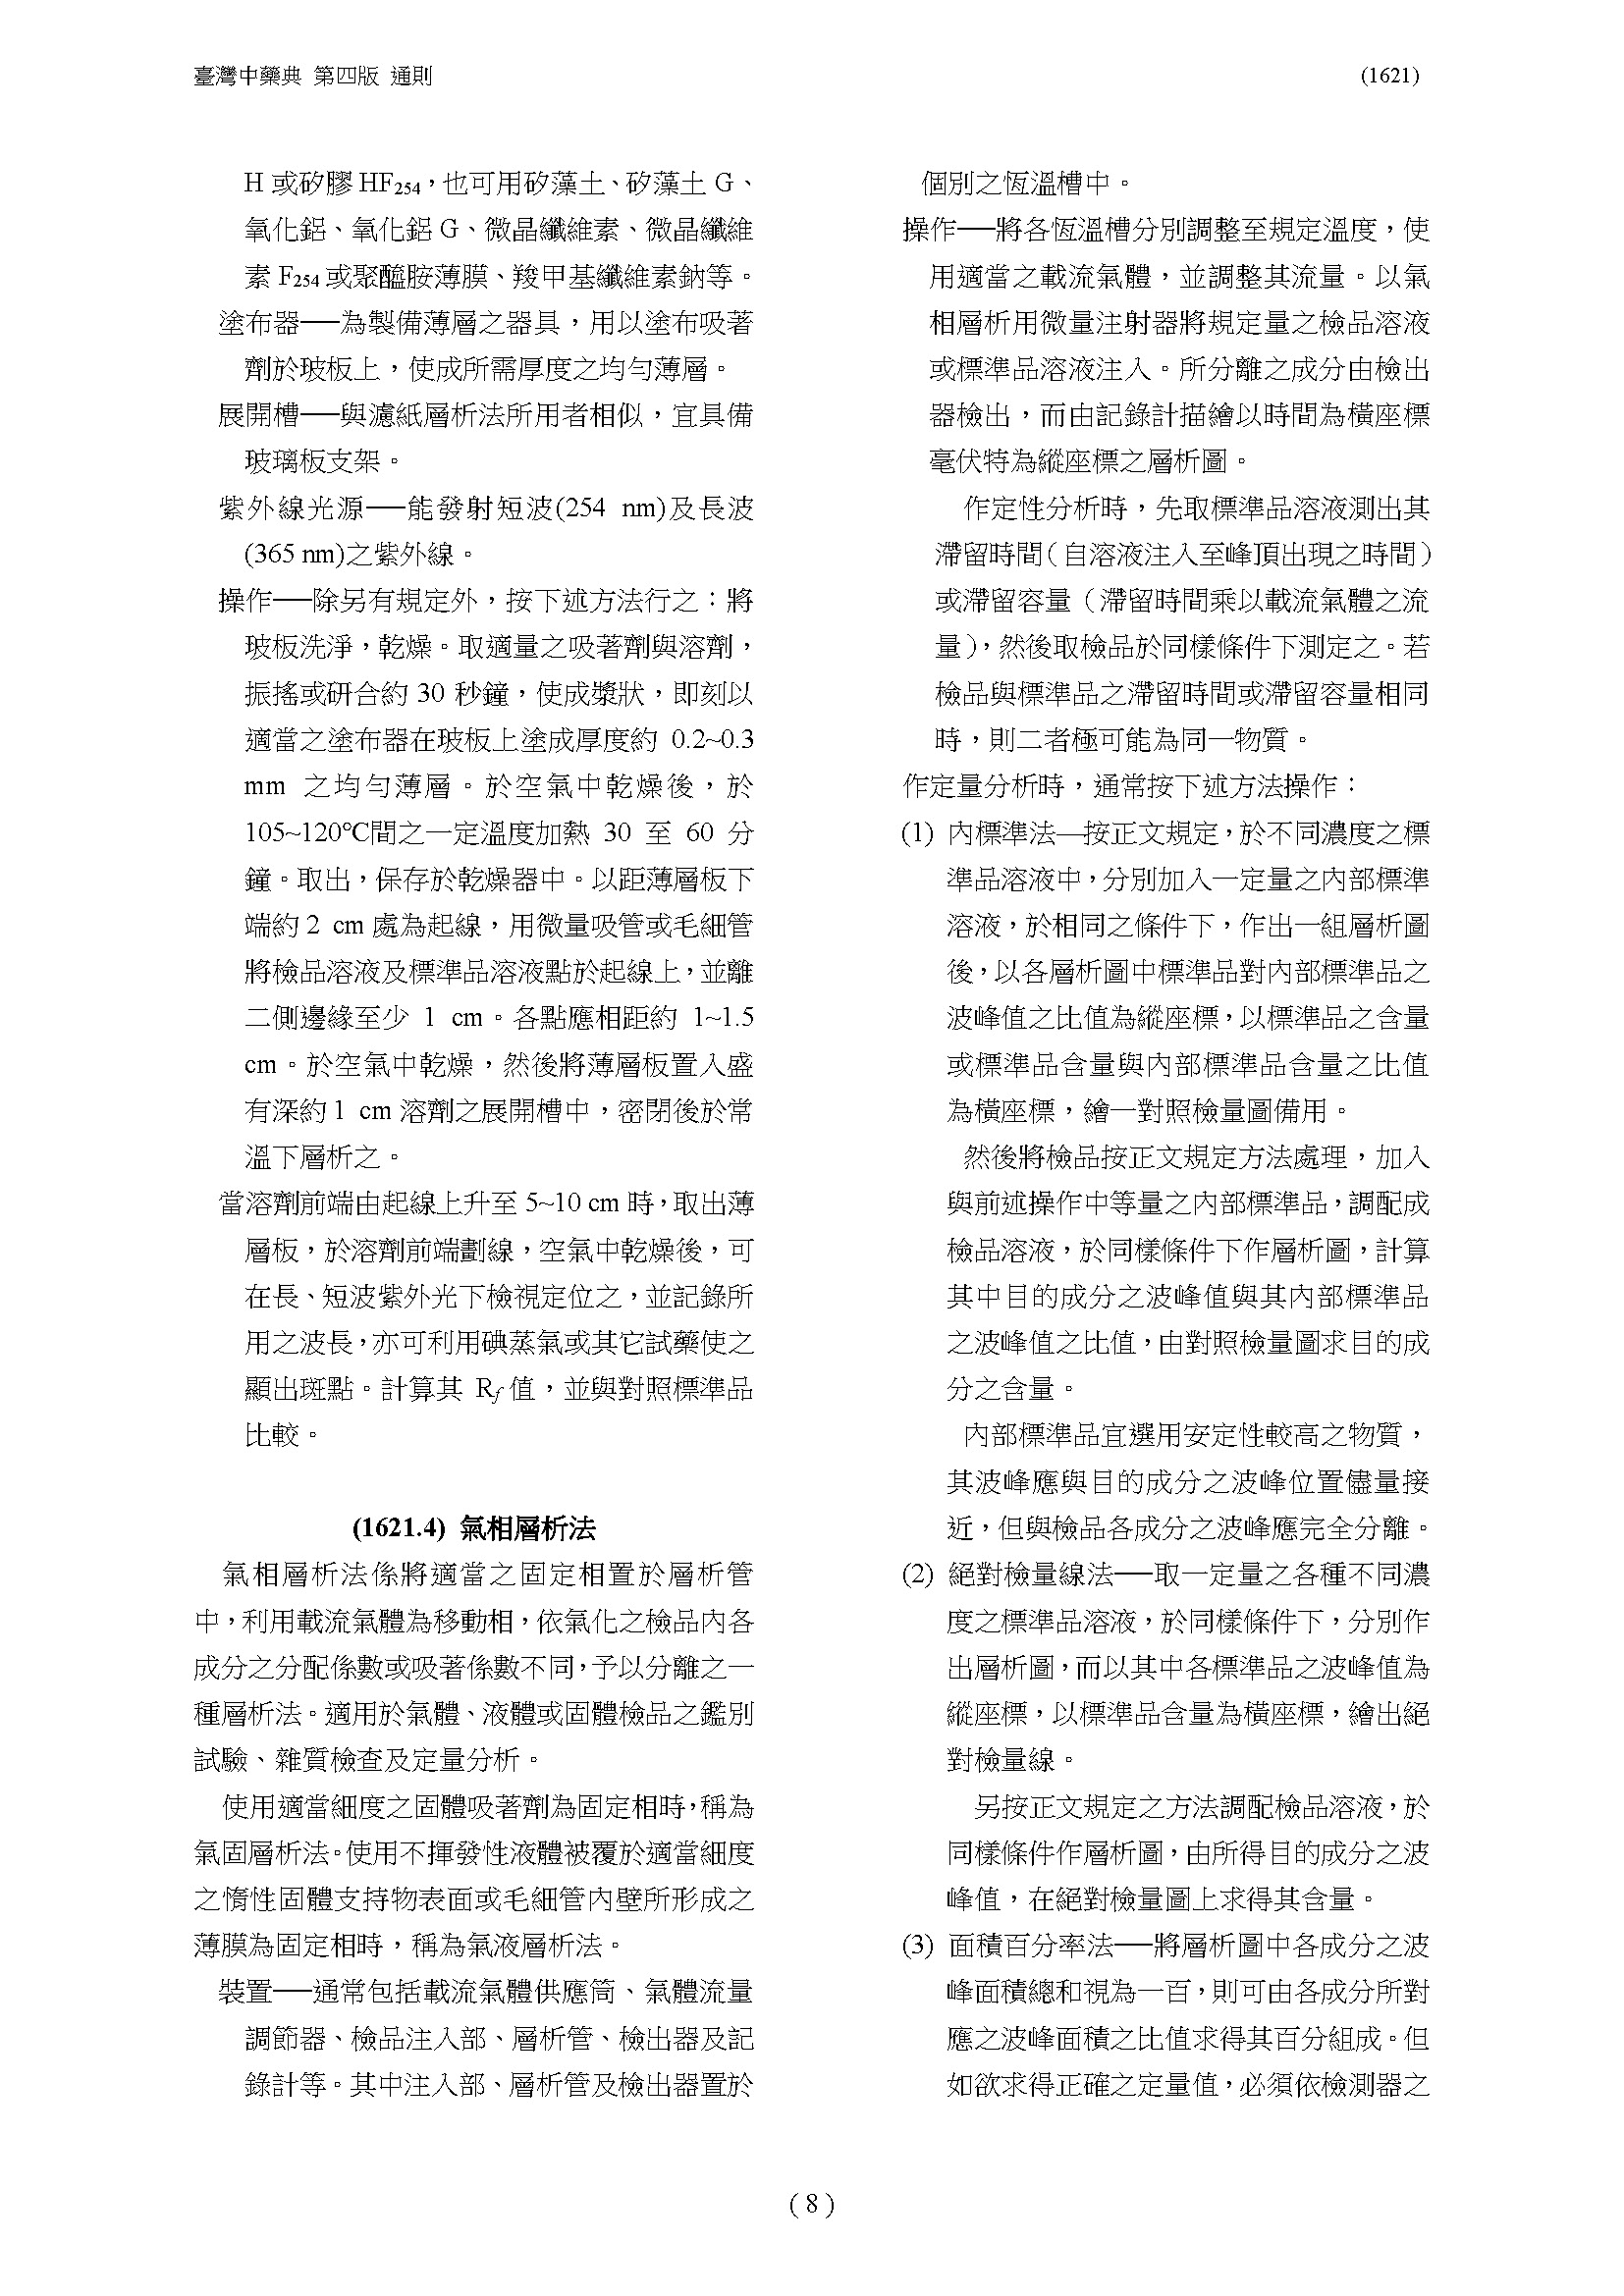 臺灣中藥典 第四版 通則
(1621)
H 或矽膠 HF254，也可用矽藻土、矽藻土 G、
氧化鋁、氧化鋁 G、微晶纖維素、微晶纖維
素 F254 或聚醯胺薄膜、羧甲基纖維素鈉等。
塗布器──為製備薄層之器具，用以塗布吸著
劑於玻板上，使成所需厚度之均勻薄層。
展開槽──與濾紙層析法所用者相似，宜具備
玻璃板支架。
紫外線光源──能發射短波(254 nm)及長波
(365 nm)之紫外線。
操作──除另有規定外，按下述方法行之：將
玻板洗淨，乾燥。取適量之吸著劑與溶劑，
振搖或研合約 30 秒鐘，使成漿狀，即刻以
適當之塗布器在玻板上塗成厚度約 0.2~0.3
mm 之均勻薄層。於空氣中乾燥後，於
105~120℃間之一定溫度加熱 30 至 60 分
鐘。取出，保存於乾燥器中。以距薄層板下
端約 2 cm 處為起線，用微量吸管或毛細管
將檢品溶液及標準品溶液點於起線上，並離
二側邊緣至少 1 cm。各點應相距約 1~1.5
cm。於空氣中乾燥，然後將薄層板置入盛
有深約 1 cm 溶劑之展開槽中，密閉後於常
溫下層析之。
當溶劑前端由起線上升至 5~10 cm 時，取出薄
層板，於溶劑前端劃線，空氣中乾燥後，可
在長、短波紫外光下檢視定位之，並記錄所
用之波長，亦可利用碘蒸氣或其它試藥使之
顯出斑點。計算其 Rf 值，並與對照標準品
比較。
(1621.4) 氣相層析法
氣相層析法係將適當之固定相置於層析管
中，利用載流氣體為移動相，依氣化之檢品內各
成分之分配係數或吸著係數不同，予以分離之一
種層析法。適用於氣體、液體或固體檢品之鑑別
試驗、雜質檢查及定量分析。
使用適當細度之固體吸著劑為固定相時，稱為
氣固層析法。使用不揮發性液體被覆於適當細度
之惰性固體支持物表面或毛細管內壁所形成之
薄膜為固定相時，稱為氣液層析法。
裝置──通常包括載流氣體供應筒、氣體流量
調節器、檢品注入部、層析管、檢出器及記
錄計等。其中注入部、層析管及檢出器置於
個別之恆溫槽中。
操作──將各恆溫槽分別調整至規定溫度，使
用適當之載流氣體，並調整其流量。以氣
相層析用微量注射器將規定量之檢品溶液
或標準品溶液注入。所分離之成分由檢出
器檢出，而由記錄計描繪以時間為橫座標
毫伏特為縱座標之層析圖。
作定性分析時，先取標準品溶液測出其
滯留時間（自溶液注入至峰頂出現之時間）
或滯留容量（滯留時間乘以載流氣體之流
量），然後取檢品於同樣條件下測定之。若
檢品與標準品之滯留時間或滯留容量相同
時，則二者極可能為同一物質。
作定量分析時，通常按下述方法操作：
(1) 內標準法—按正文規定，於不同濃度之標
準品溶液中，分別加入一定量之內部標準
溶液，於相同之條件下，作出一組層析圖
後，以各層析圖中標準品對內部標準品之
波峰值之比值為縱座標，以標準品之含量
或標準品含量與內部標準品含量之比值
為橫座標，繪一對照檢量圖備用。
然後將檢品按正文規定方法處理，加入
與前述操作中等量之內部標準品，調配成
檢品溶液，於同樣條件下作層析圖，計算
其中目的成分之波峰值與其內部標準品
之波峰值之比值，由對照檢量圖求目的成
分之含量。
內部標準品宜選用安定性較高之物質，
其波峰應與目的成分之波峰位置儘量接
近，但與檢品各成分之波峰應完全分離。
(2) 絕對檢量線法──取一定量之各種不同濃
度之標準品溶液，於同樣條件下，分別作
出層析圖，而以其中各標準品之波峰值為
縱座標，以標準品含量為橫座標，繪出絕
對檢量線。
另按正文規定之方法調配檢品溶液，於
同樣條件作層析圖，由所得目的成分之波
峰值，在絕對檢量圖上求得其含量。
(3) 面積百分率法──將層析圖中各成分之波
峰面積總和視為一百，則可由各成分所對
應之波峰面積之比值求得其百分組成。但
如欲求得正確之定量值，必須依檢測器之
( 8 )